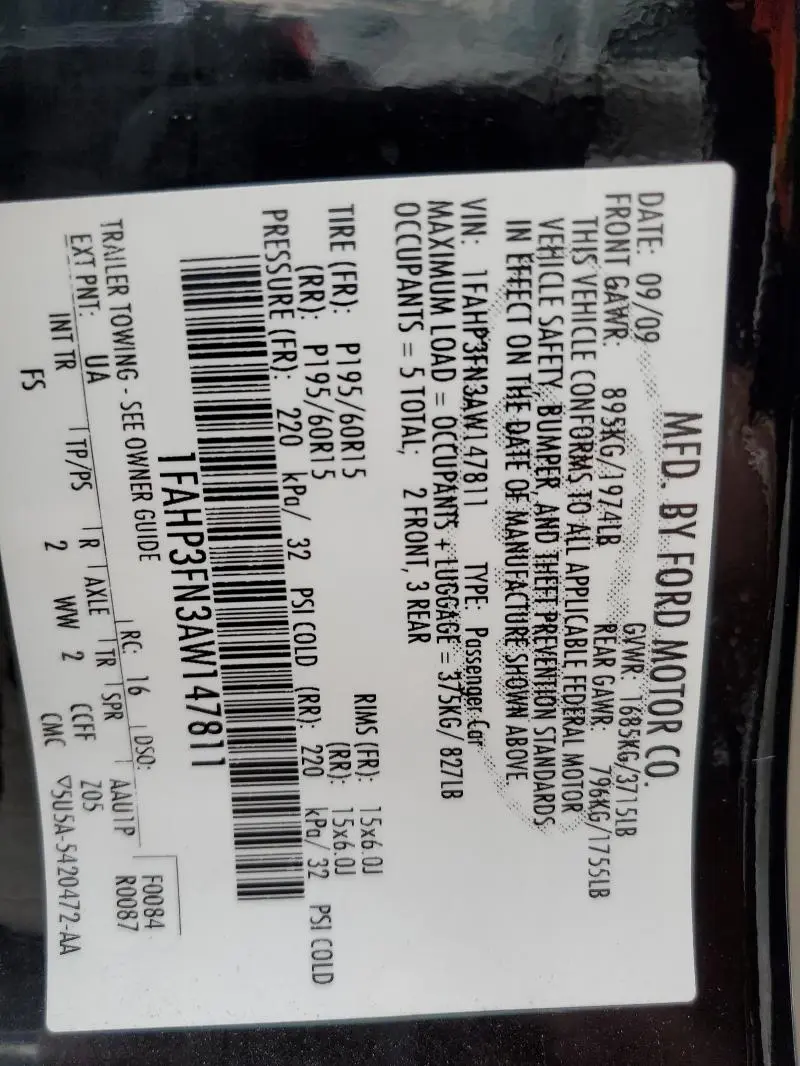 MFD. BY FORD MOTOR CO.
DATE: 09/09 GVWR: 1685KG/3715LB
FRONT GAWR: 895KG/1974LB REAR GAWR: 796KG/1755LB
THIS VEHICLE CONFORMS TO ALL APPLICABLE FEDERAL MOTOR
VEHICLE SAFETY, BUMPER, AND THEFT PREVENTION STANDARDS
IN EFFECT ON THE DATE OF MANUFACTURE SHOWN ABOVE.
VIN: 1FAHP3FN3AW147811 TYPE: Passenger Car
MAXIMUM LOAD = OCCUPANTS + LUGGAGE = 375KG/ 827LB
OCCUPANTS = 5 TOTAL; 2 FRONT, 3 REAR
TIRE (FR): P195/60R15 RIMS (FR): 15x6.0J
(RR): P195/60R15 (RR): 15x6.0J
PRESSURE (FR): 220 kPa/ 32 PSI COLD (RR): 220 kPa/ 32 PSI COLD
1FAHP3FN3AW147811
TRAILER TOWING - SEE OWNER GUIDE F0084
EXT PNT: UA RC: 16 DSO: R0087
INT TR TP/PS R AXLE TR SPR AAU1P
FS 2 WW 2 CCFF Z05
CMC ▽5U5A-5420472-AA